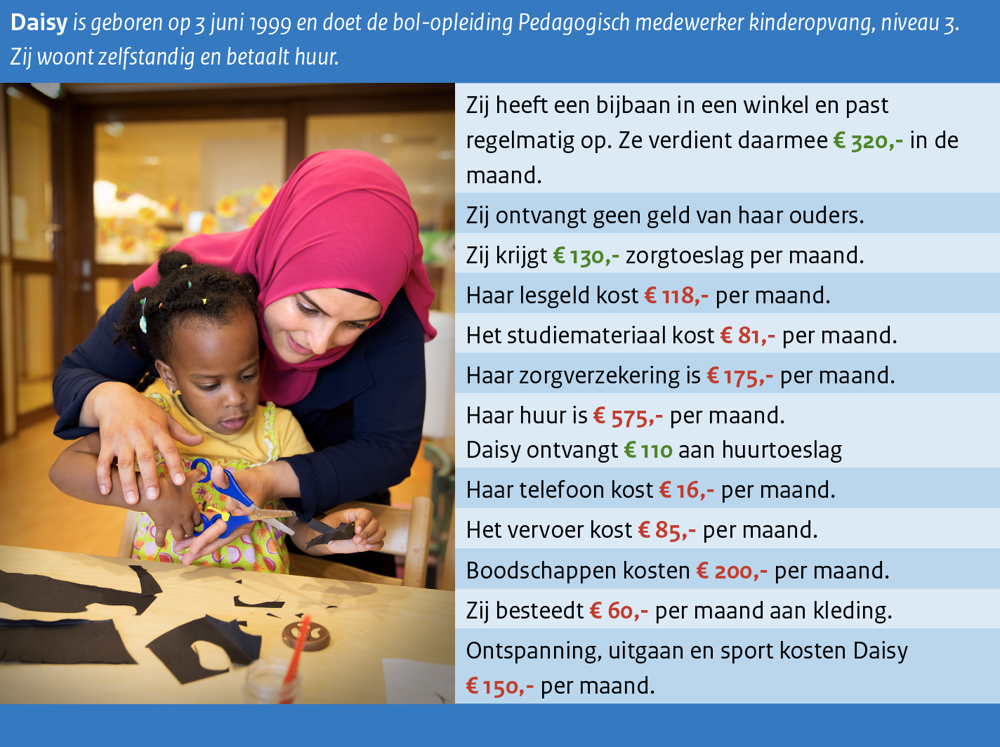 Daisy is geboren op 3 juni 1999 en doet de bol-opleiding Pedagogisch medewerker kinderopvang, niveau 3.
Zij woont zelfstandig en betaalt huur.
Zij heeft een bijbaan in een winkel en past
regelmatig op. Ze verdient daarmee € 320,- in de
maand.
Zij ontvangt geen geld van haar ouders.
Zij krijgt € 130,- zorgtoeslag per maand.
Haar lesgeld kost € 118,- per maand.
Het studiemateriaal kost € 81,- per maand.
Haar zorgverzekering is € 175,- per maand.
Haar huur is € 575,- per maand.
Daisy ontvangt € 110 aan huurtoeslag
Haar telefoon kost € 16,- per maand.
Het vervoer kost € 85,- per maand.
Boodschappen kosten € 200,- per maand.
Zij besteedt € 60,- per maand aan kleding.
Ontspanning, uitgaan en sport kosten Daisy
€ 150,- per maand.